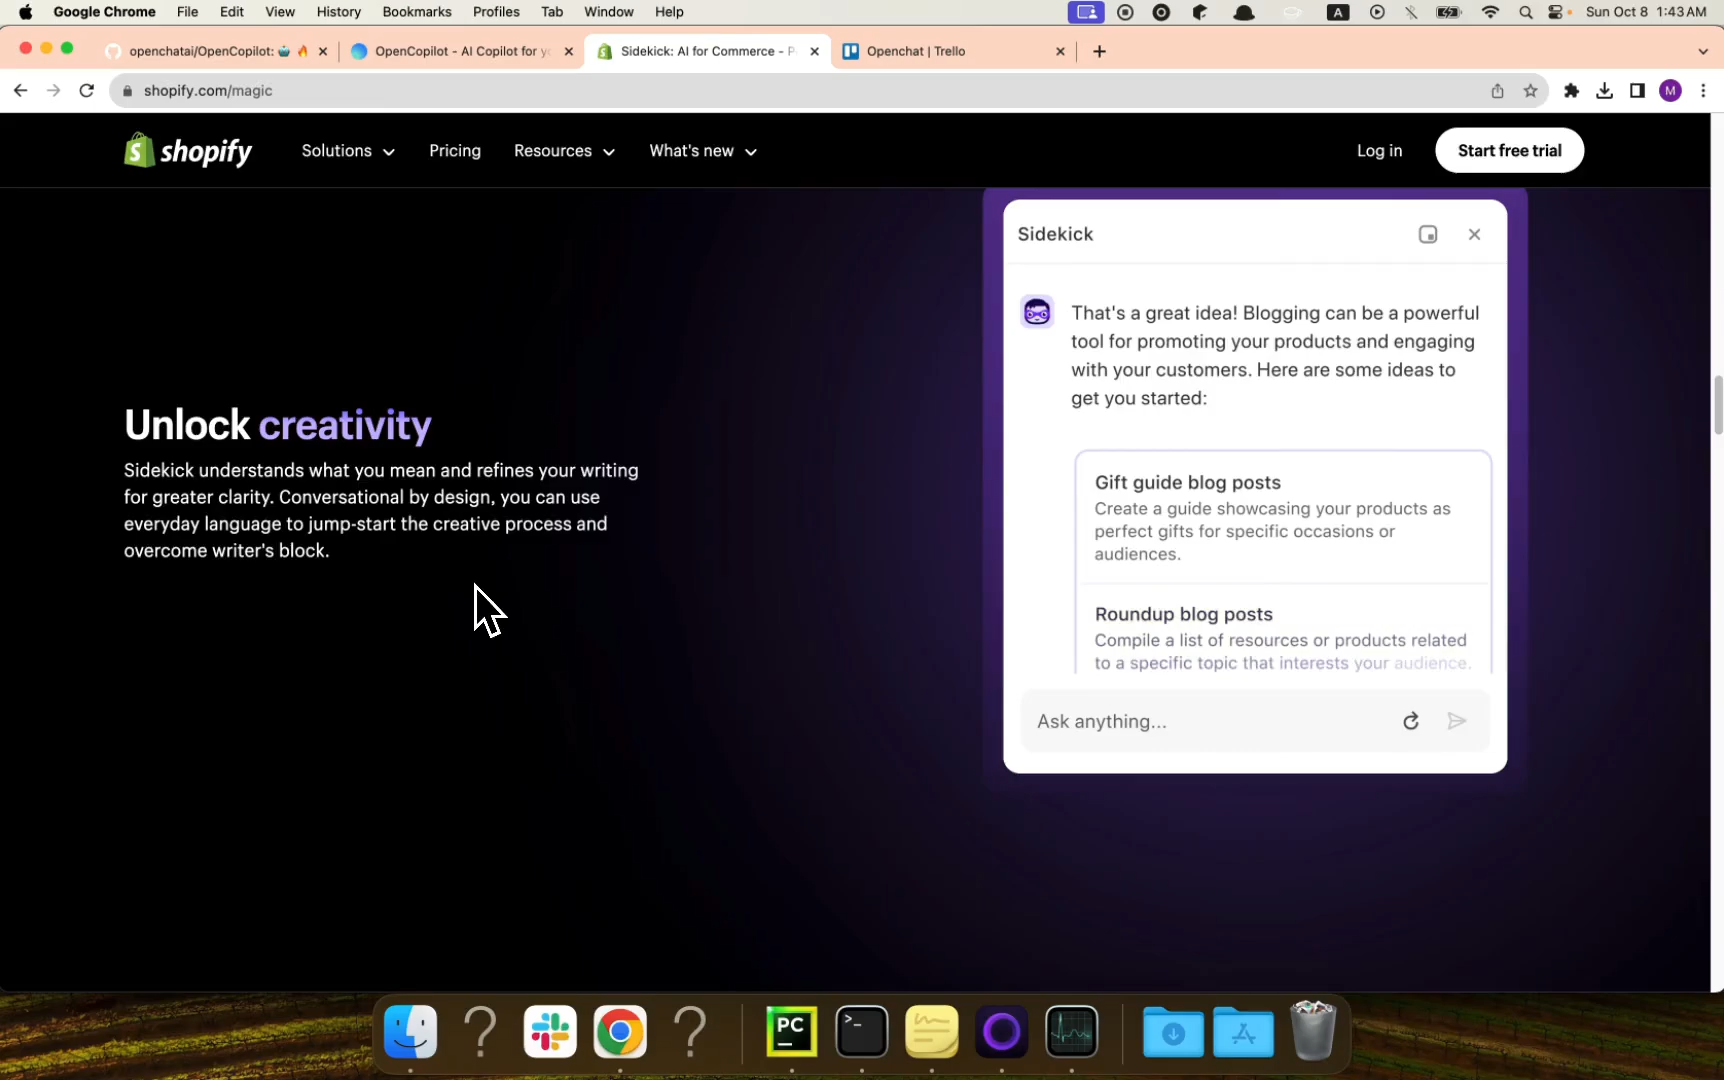 Google Chrome File Edit View History Bookmarks Profiles Tab Window Help A Sun Oct 8 1:43 AM
openchatai/OpenCopilot: OpenCopilot - AI Copilot for yo Sidekick: AI for Commerce - P Openchat | Trello
shopify.com/magic M
shopify Solutions Pricing Resources What's new Log in Start free trial
Sidekick
That's a great idea! Blogging can be a powerful
tool for promoting your products and engaging
with your customers. Here are some ideas to
get you started:
Unlock creativity
Sidekick understands what you mean and refines your writing
for greater clarity. Conversational by design, you can use
everyday language to jump-start the creative process and
overcome writer's block.
Gift guide blog posts
Create a guide showcasing your products as
perfect gifts for specific occasions or
audiences.
Roundup blog posts
Compile a list of resources or products related
to a specific topic that interests your audience.
Ask anything...
? ? PC >_